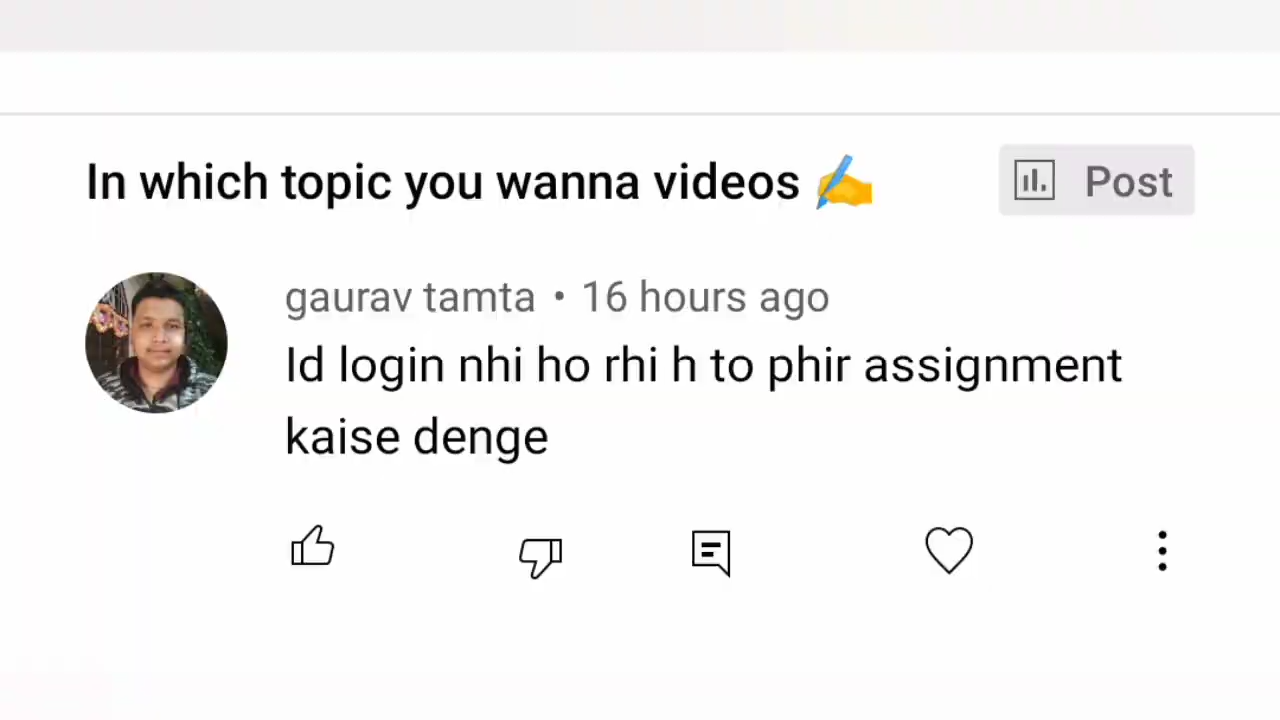 In which topic you wanna videos ✍️
Post
gaurav tamta • 16 hours ago
Id login nhi ho rhi h to phir assignment
kaise denge